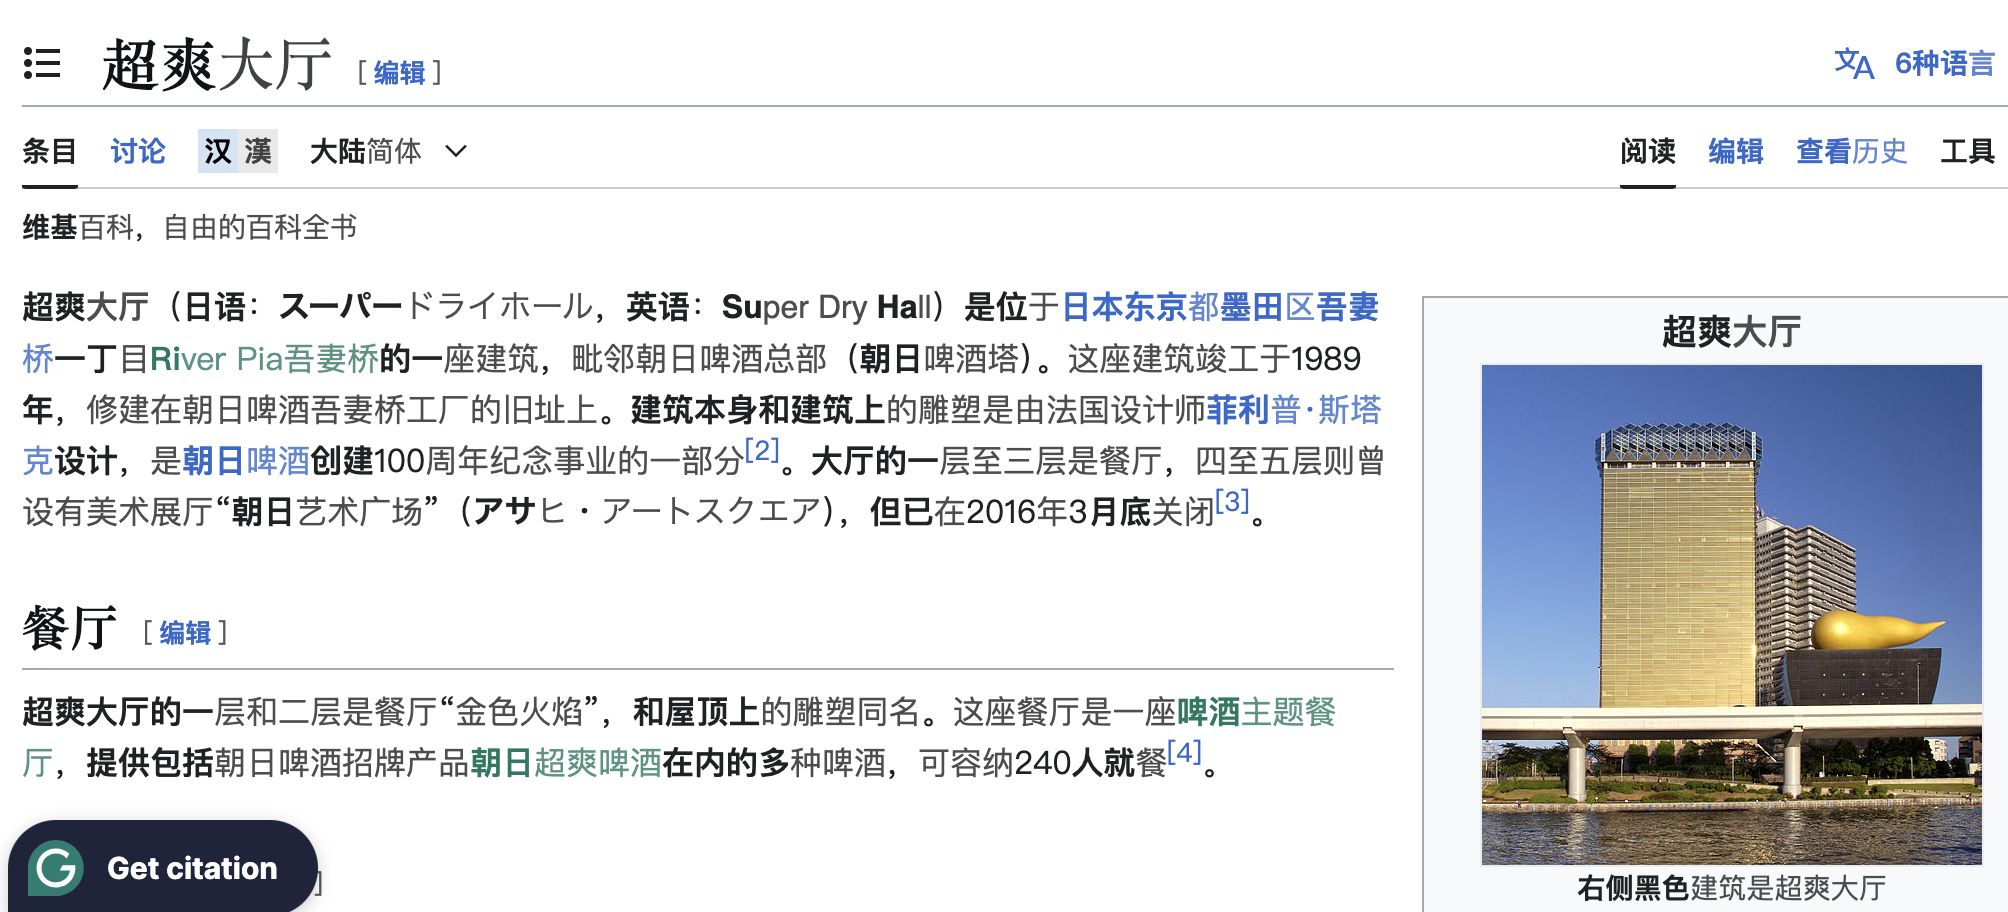 超爽大厅 [ 编辑 ]
文A 6种语言
条目 讨论 汉 漢 大陆简体
阅读 编辑 查看历史 工具
维基百科，自由的百科全书
超爽大厅（日语：スーパードライホール，英语：Super Dry Hall）是位于日本东京都墨田区吾妻
桥一丁目River Pia吾妻桥的一座建筑，毗邻朝日啤酒总部（朝日啤酒塔）。这座建筑竣工于1989
年，修建在朝日啤酒吾妻桥工厂的旧址上。建筑本身和建筑上的雕塑是由法国设计师菲利普·斯塔
克设计，是朝日啤酒创建100周年纪念事业的一部分[2]。大厅的一层至三层是餐厅，四至五层则曾
设有美术展厅“朝日艺术广场”（アサヒ・アートスクエア），但已在2016年3月底关闭[3]。
餐厅 [ 编辑 ]
超爽大厅的一层和二层是餐厅“金色火焰”，和屋顶上的雕塑同名。这座餐厅是一座啤酒主题餐
厅，提供包括朝日啤酒招牌产品朝日超爽啤酒在内的多种啤酒，可容纳240人就餐[4]。
Get citation
]
超爽大厅
右侧黑色建筑是超爽大厅